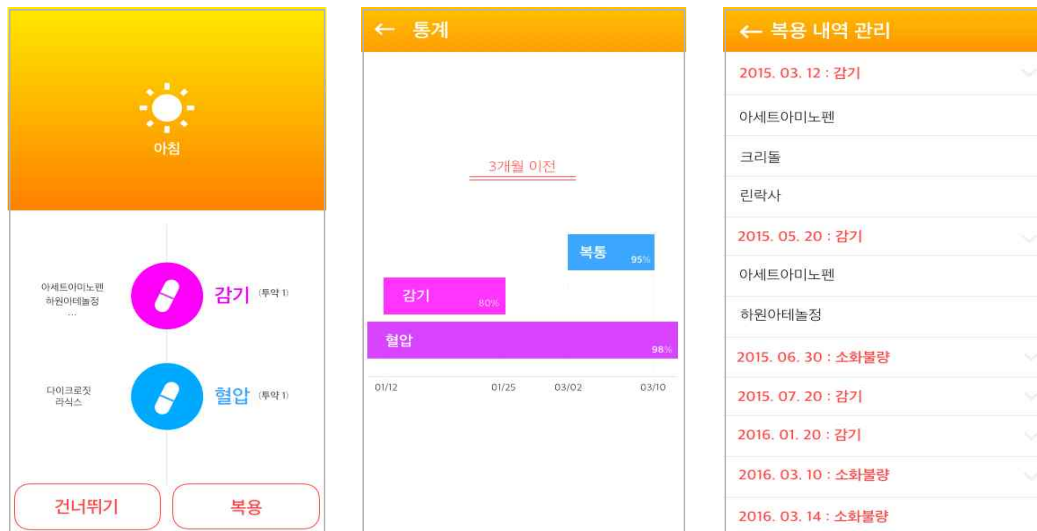 아침
아세트아미노펜
하원아테놀정
...
감기 (투약 1)
다이크로짓
라식스
혈압 (투약 1)
건너뛰기
복용
← 통계
3개월 이전
복통 95%
감기 80%
혈압 98%
01/12 01/25 03/02 03/10
← 복용 내역 관리
2015. 03. 12 : 감기
아세트아미노펜
크리돌
린락사
2015. 05. 20 : 감기
아세트아미노펜
하원아테놀정
2015. 06. 30 : 소화불량
2015. 07. 20 : 감기
2016. 01. 20 : 감기
2016. 03. 10 : 소화불량
2016. 03. 14 : 소화불량